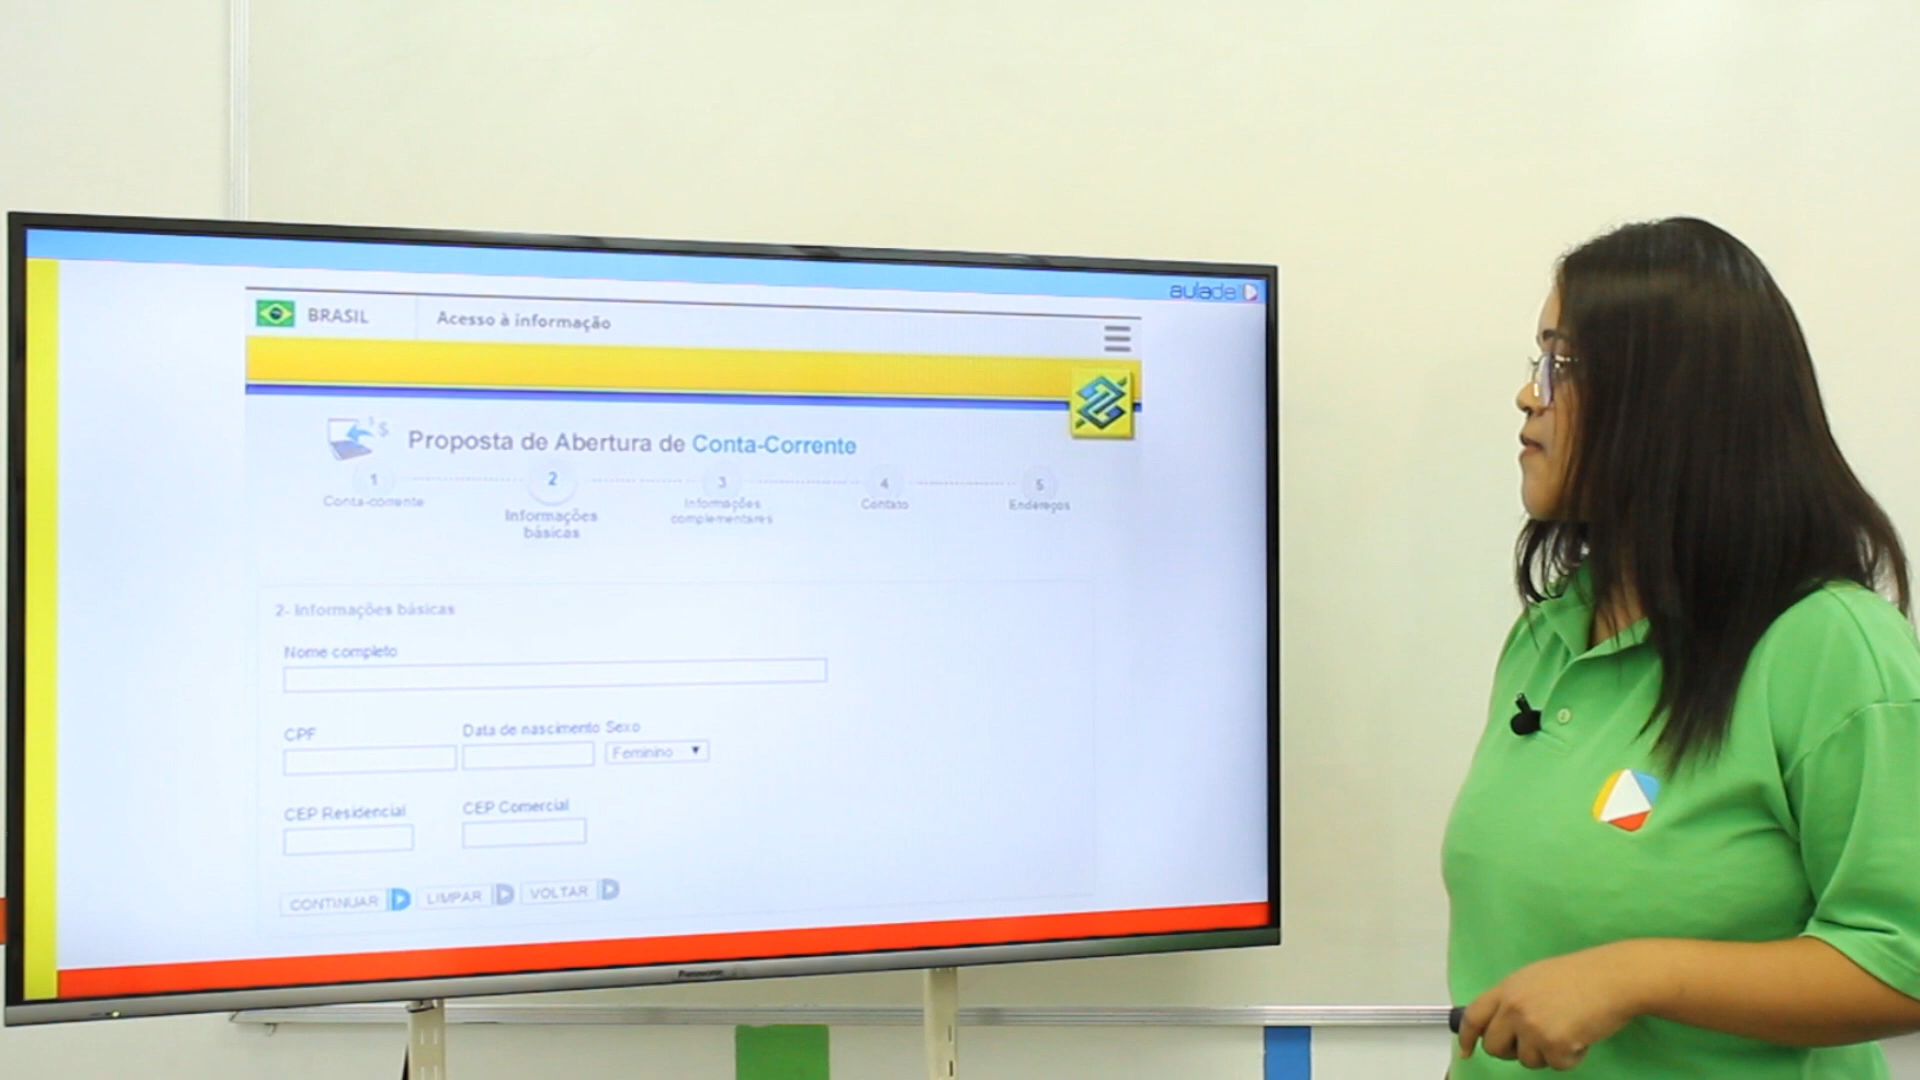 auladeD
BRASIL
Acesso à informação
$
Proposta de Abertura de Conta-Corrente
1
2
3
4
5
Conta-corrente
Informações
básicas
Informações
complementares
Contato
Endereços
2- Informações básicas
Nome completo
CPF
Data de nascimento
Sexo
Feminino
CEP Residencial
CEP Comercial
CONTINUAR
LIMPAR
VOLTAR
Panasonic